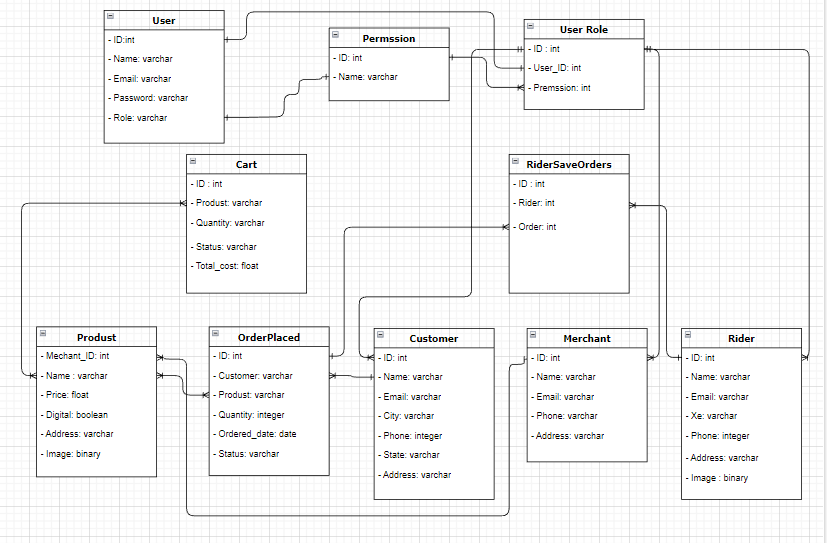 User
- ID:int
- Name: varchar
- Email: varchar
- Password: varchar
- Role: varchar
Permssion
- ID: int
- Name: varchar
User Role
- ID : int
- User_ID: int
- Premssion: int
Cart
- ID : int
- Produst: varchar
- Quantity: varchar
- Status: varchar
- Total_cost: float
RiderSaveOrders
- ID : int
- Rider: int
- Order: int
Produst
- Mechant_ID: int
- Name : varchar
- Price: float
- Digital: boolean
- Address: varchar
- Image: binary
OrderPlaced
- ID: int
- Customer: varchar
- Produst: varchar
- Quantity: integer
- Ordered_date: date
- Status: varchar
Customer
- ID: int
- Name: varchar
- Email: varchar
- City: varchar
- Phone: integer
- State: varchar
- Address: varchar
Merchant
- ID: int
- Name: varchar
- Email: varchar
- Phone: varchar
- Address: varchar
Rider
- ID: int
- Name: varchar
- Email: varchar
- Xe: varchar
- Phone: integer
- Address: varchar
- Image : binary